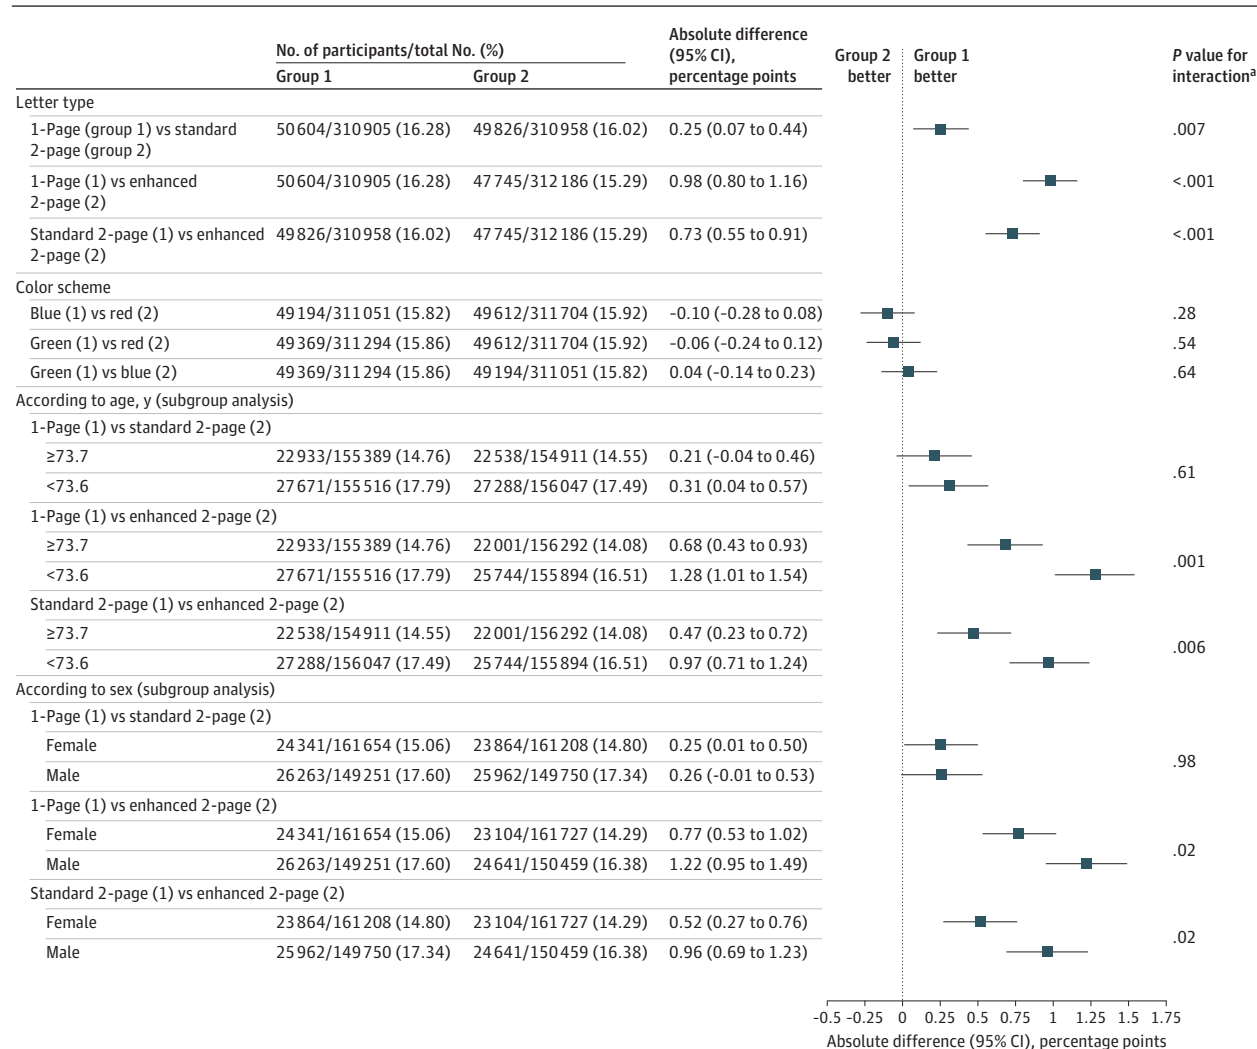 No. of participants/total No. (%)
Absolute difference
(95% CI),
percentage points
Group 1
Group 2
Group 2
better
Group 1
better
P value for
interactionᵃ
Letter type
1-Page (group 1) vs standard
2-page (group 2)
50604/310905 (16.28) 49826/310958 (16.02) 0.25 (0.07 to 0.44) .007
1-Page (1) vs enhanced
2-page (2)
50604/310905 (16.28) 47745/312186 (15.29) 0.98 (0.80 to 1.16) <.001
Standard 2-page (1) vs enhanced
2-page (2)
49826/310958 (16.02) 47745/312186 (15.29) 0.73 (0.55 to 0.91) <.001
Color scheme
Blue (1) vs red (2) 49194/311051 (15.82) 49612/311704 (15.92) -0.10 (-0.28 to 0.08) .28
Green (1) vs red (2) 49369/311294 (15.86) 49612/311704 (15.92) -0.06 (-0.24 to 0.12) .54
Green (1) vs blue (2) 49369/311294 (15.86) 49194/311051 (15.82) 0.04 (-0.14 to 0.23) .64
According to age, y (subgroup analysis)
1-Page (1) vs standard 2-page (2)
≥73.7 22933/155389 (14.76) 22538/154911 (14.55) 0.21 (-0.04 to 0.46)
.61
<73.6 27671/155516 (17.79) 27288/156047 (17.49) 0.31 (0.04 to 0.57)
1-Page (1) vs enhanced 2-page (2)
≥73.7 22933/155389 (14.76) 22001/156292 (14.08) 0.68 (0.43 to 0.93)
.001
<73.6 27671/155516 (17.79) 25744/155894 (16.51) 1.28 (1.01 to 1.54)
Standard 2-page (1) vs enhanced 2-page (2)
≥73.7 22538/154911 (14.55) 22001/156292 (14.08) 0.47 (0.23 to 0.72)
.006
<73.6 27288/156047 (17.49) 25744/155894 (16.51) 0.97 (0.71 to 1.24)
According to sex (subgroup analysis)
1-Page (1) vs standard 2-page (2)
Female 24341/161654 (15.06) 23864/161208 (14.80) 0.25 (0.01 to 0.50)
.98
Male 26263/149251 (17.60) 25962/149750 (17.34) 0.26 (-0.01 to 0.53)
1-Page (1) vs enhanced 2-page (2)
Female 24341/161654 (15.06) 23104/161727 (14.29) 0.77 (0.53 to 1.02)
.02
Male 26263/149251 (17.60) 24641/150459 (16.38) 1.22 (0.95 to 1.49)
Standard 2-page (1) vs enhanced 2-page (2)
Female 23864/161208 (14.80) 23104/161727 (14.29) 0.52 (0.27 to 0.76)
.02
Male 25962/149750 (17.34) 24641/150459 (16.38) 0.96 (0.69 to 1.23)
-0.5 -0.25 0 0.25 0.5 0.75 1 1.25 1.5 1.75
Absolute difference (95% CI), percentage points